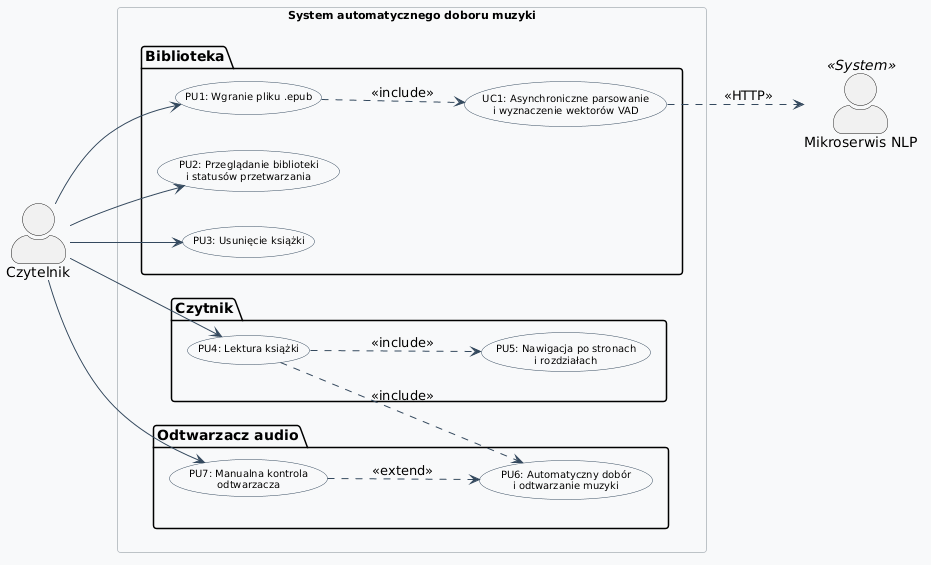 System automatycznego doboru muzyki
Biblioteka
PU1: Wgranie pliku .epub
«include»
UC1: Asynchroniczne parsowanie
i wyznaczenie wektorów VAD
«HTTP»
«System»
Mikroserwis NLP
PU2: Przeglądanie biblioteki
i statusów przetwarzania
PU3: Usunięcie książki
Czytelnik
Czytnik
PU4: Lektura książki
«include»
PU5: Nawigacja po stronach
i rozdziałach
«include»
Odtwarzacz audio
PU7: Manualna kontrola
odtwarzacza
«extend»
PU6: Automatyczny dobór
i odtwarzanie muzyki